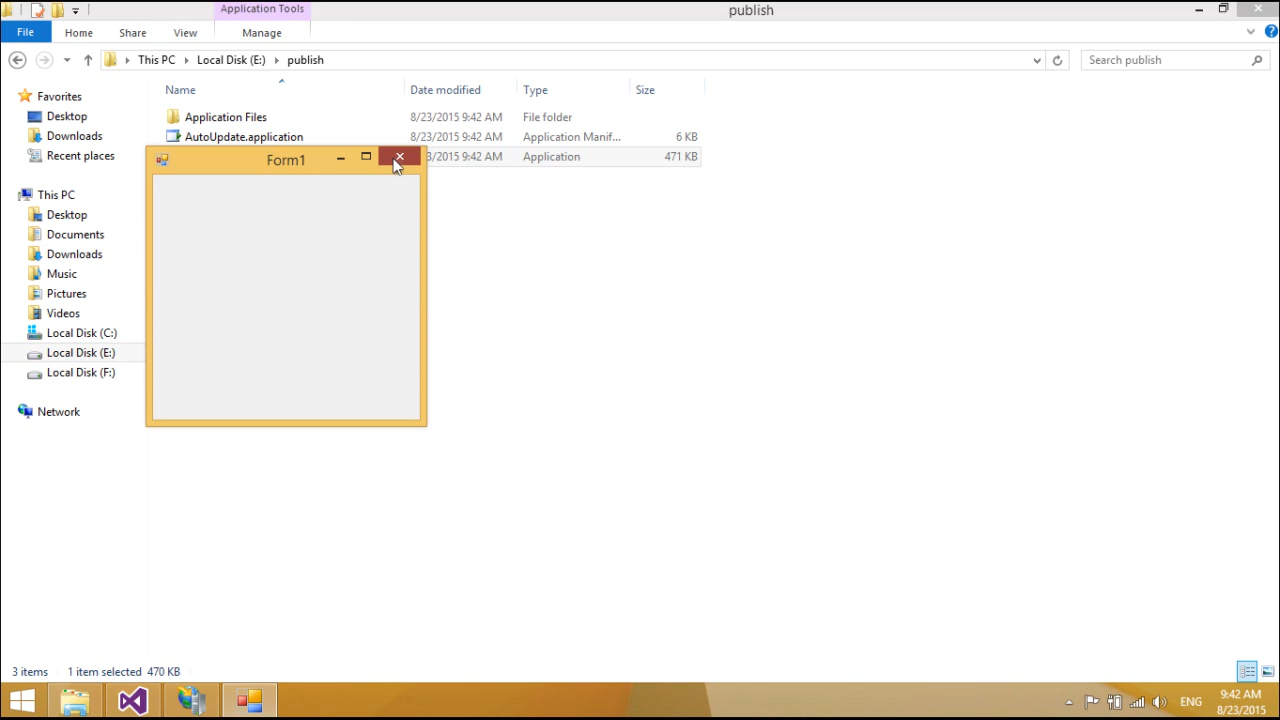 Application Tools
publish
File Home Share View Manage
This PC Local Disk (E:) publish
Search publish
Name Date modified Type Size
Favorites
Desktop
Downloads
Recent places
This PC
Desktop
Documents
Downloads
Music
Pictures
Videos
Local Disk (C:)
Local Disk (E:)
Local Disk (F:)
Network
Application Files 8/23/2015 9:42 AM File folder
AutoUpdate.application 8/23/2015 9:42 AM Application Manif... 6 KB
3/2015 9:42 AM Application 471 KB
Form1
3 items 1 item selected 470 KB
ENG
9:42 AM
8/23/2015